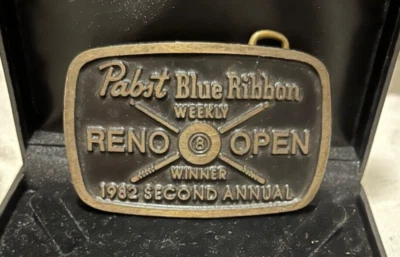 Pabst Blue Ribbon
WEEKLY
RENO 8 OPEN
WINNER
1982 SECOND ANNUAL